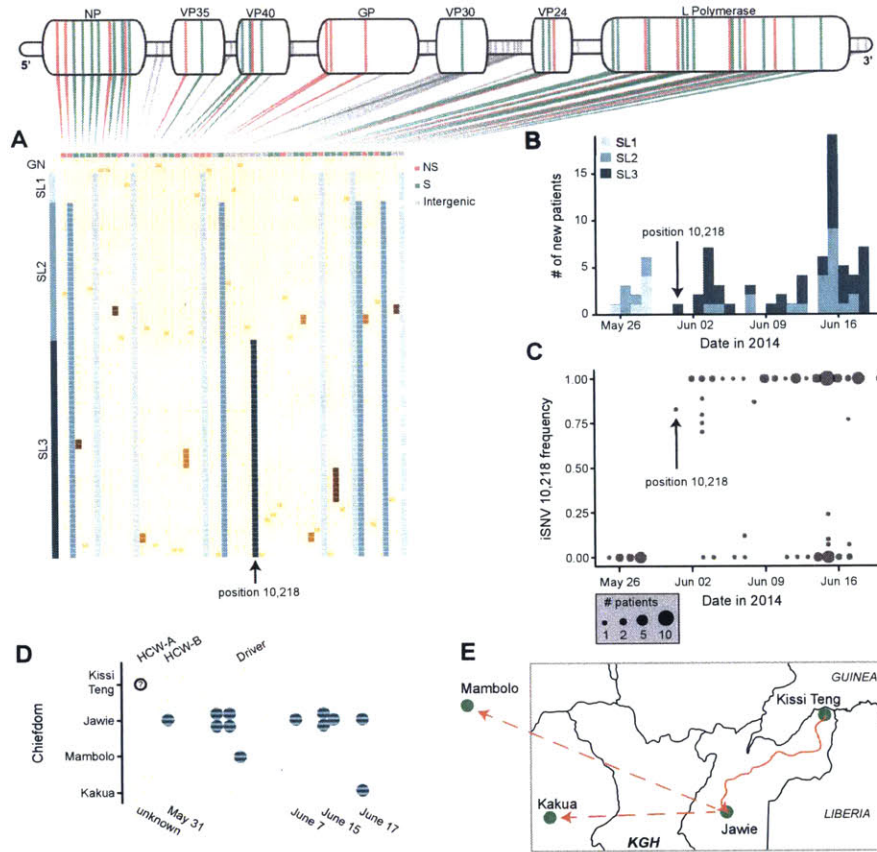 NP
VP35
VP40
GP
VP30
VP24
L Polymerase
5'
3'
A
GN
SL1
SL2
SL3
NS
S
Intergenic
position 10,218
B
SL1
SL2
SL3
position 10,218
# of new patients
15
10
5
0
May 26
Jun 02
Jun 09
Jun 16
Date in 2014
C
iSNV 10,218 frequency
1.00
0.75
0.50
0.25
0.00
position 10,218
May 26
Jun 02
Jun 09
Jun 16
Date in 2014
# patients
1 2 5 10
D
HCW-A
HCW-B
Driver
Chiefdom
Kissi
Teng
?
Jawie
Mambolo
Kakua
unknown
May 31
June 7
June 15
June 17
E
Mambolo
Kissi Teng
GUINEA
Kakua
KGH
Jawie
LIBERIA